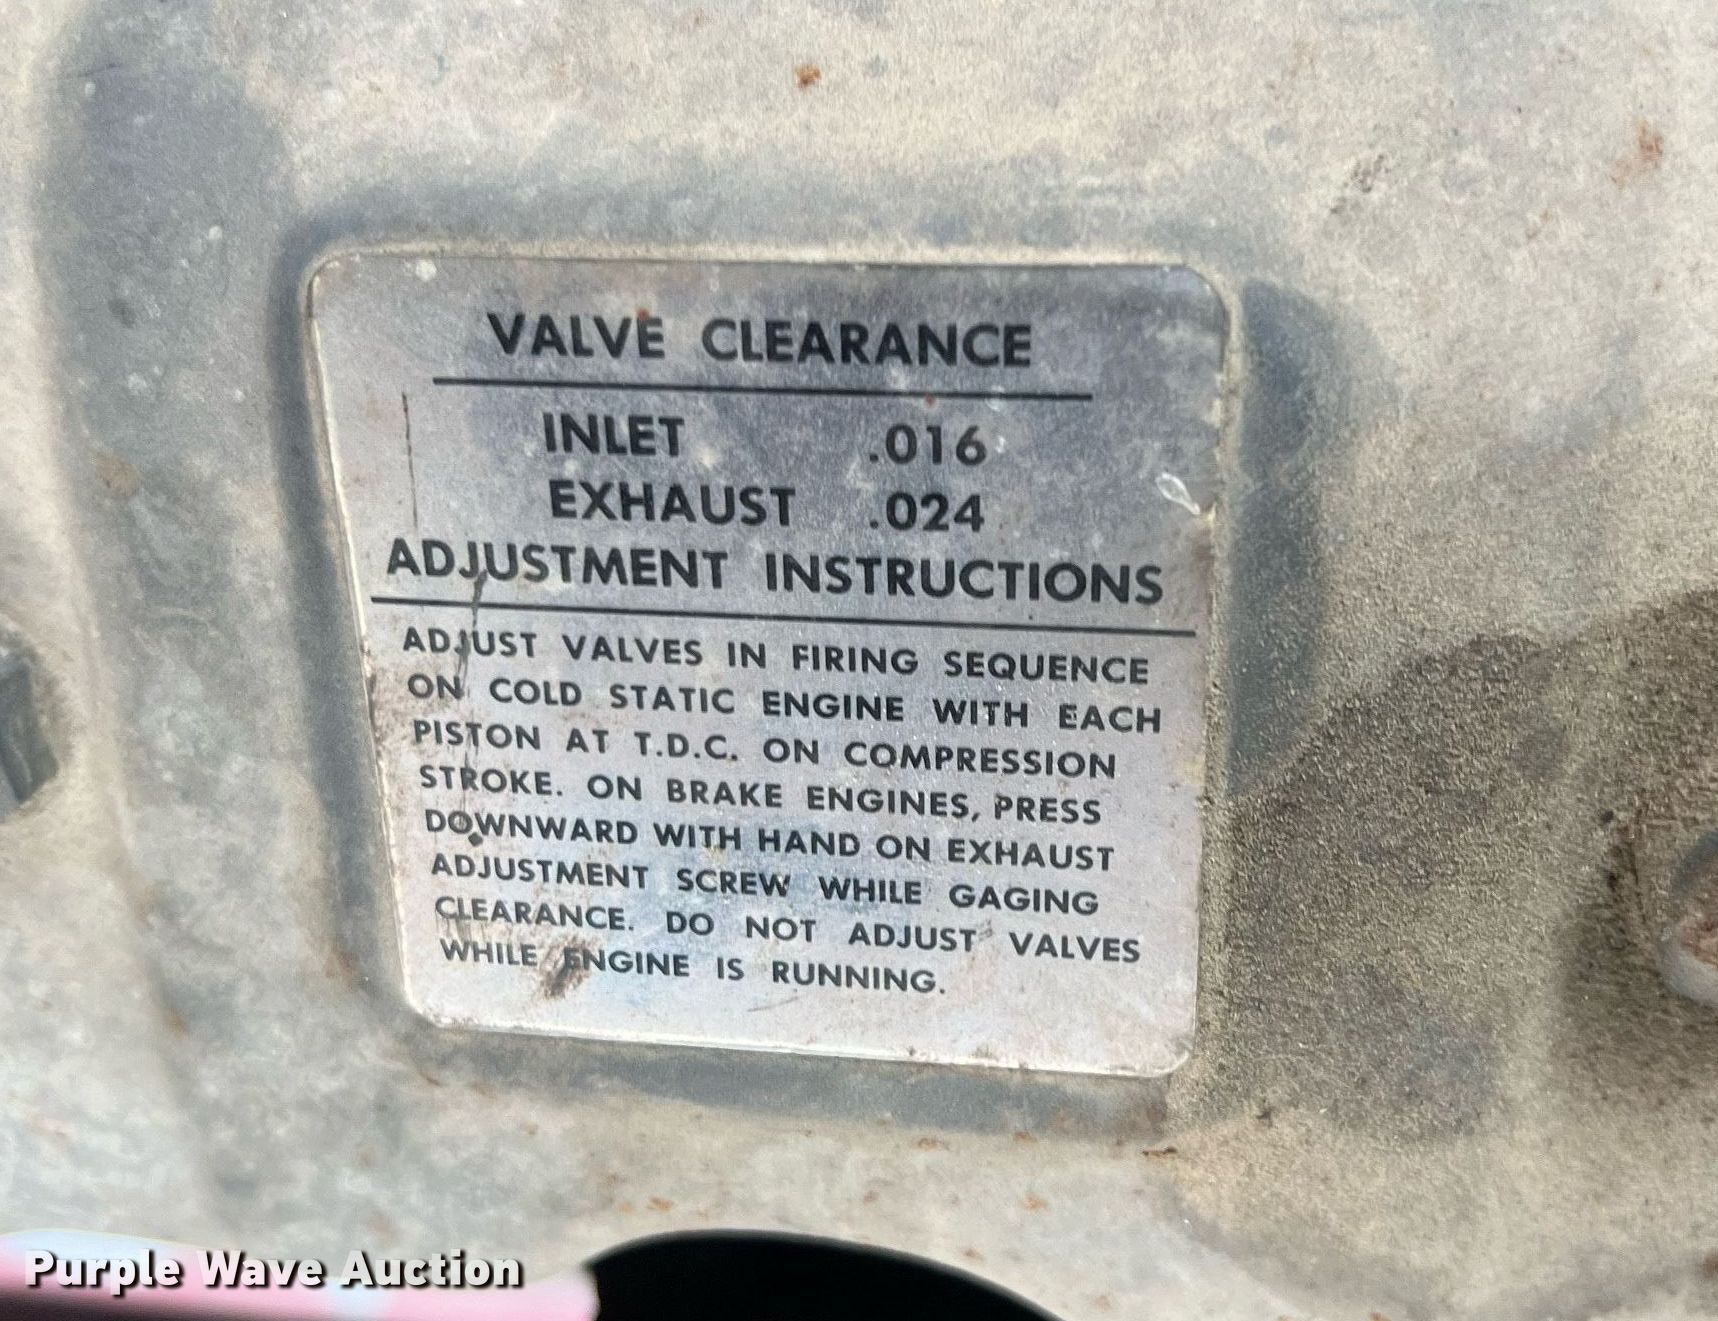 VALVE CLEARANCE
INLET .016
EXHAUST .024
ADJUSTMENT INSTRUCTIONS
ADJUST VALVES IN FIRING SEQUENCE
ON COLD STATIC ENGINE WITH EACH
PISTON AT T.D.C. ON COMPRESSION
STROKE. ON BRAKE ENGINES, PRESS
DOWNWARD WITH HAND ON EXHAUST
ADJUSTMENT SCREW WHILE GAGING
CLEARANCE. DO NOT ADJUST VALVES
WHILE ENGINE IS RUNNING.
Purple Wave Auction